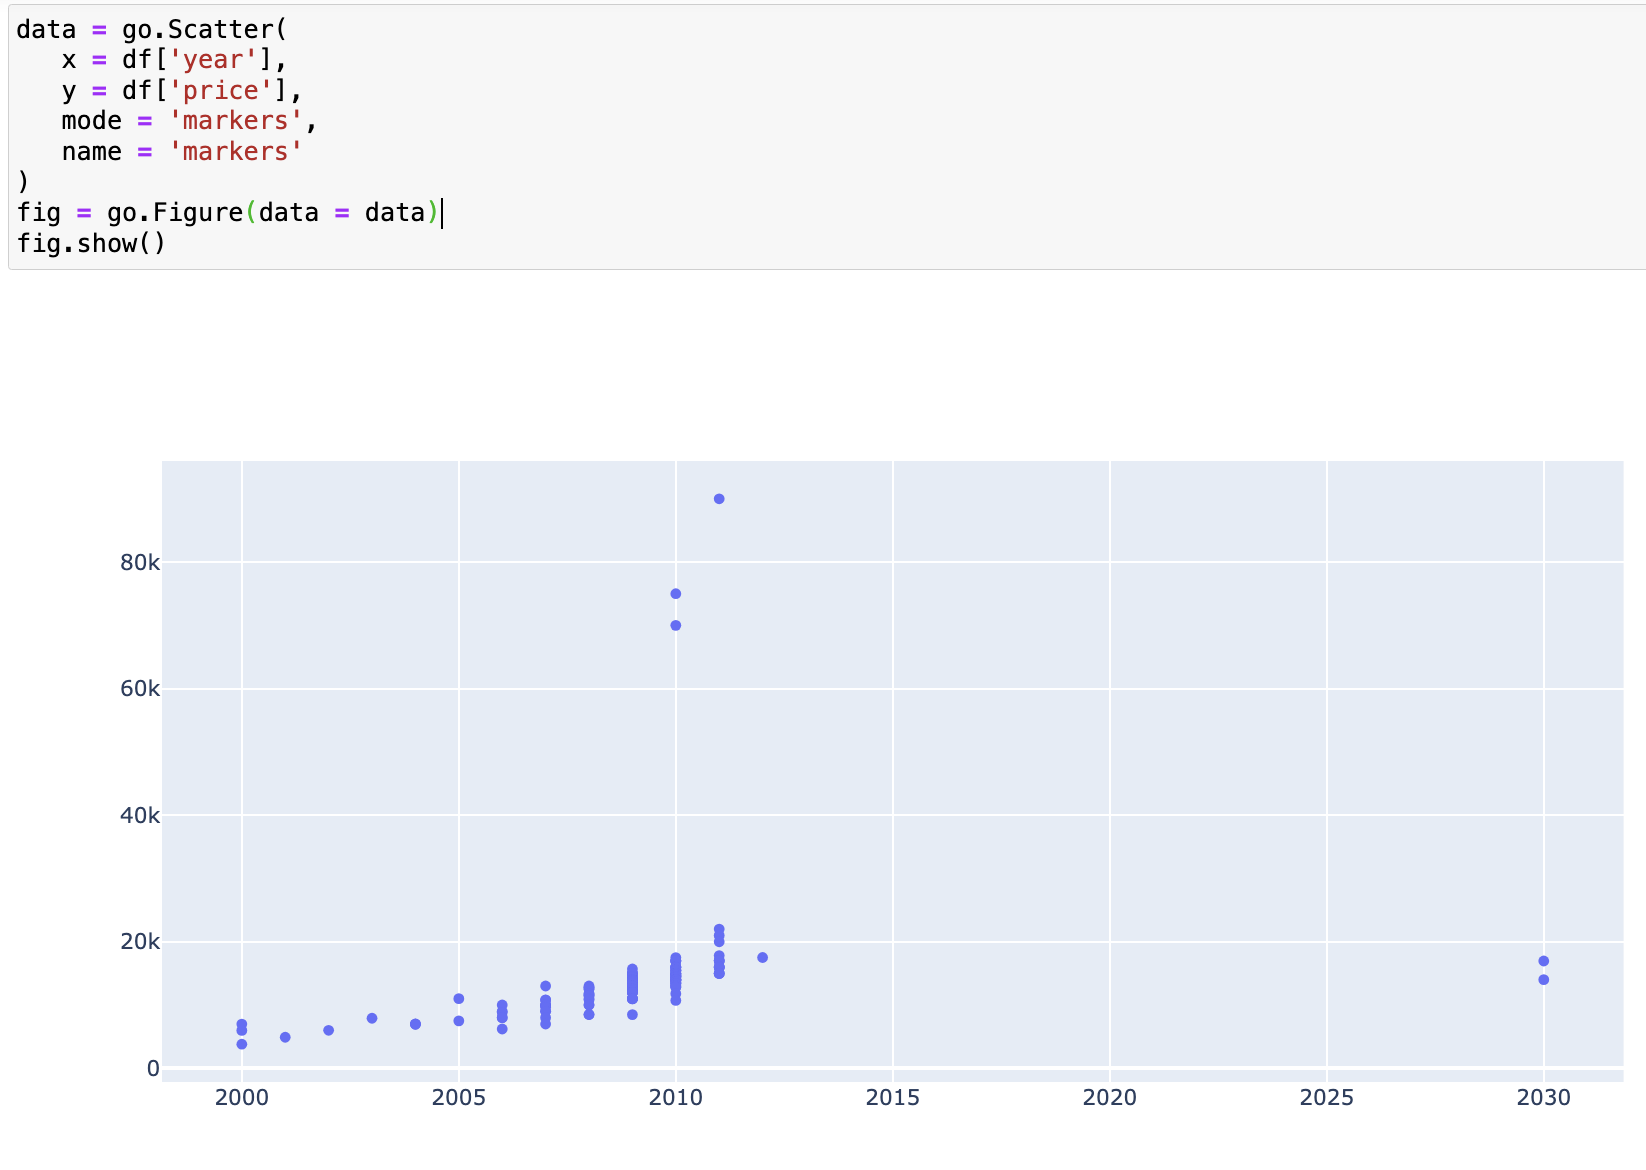 data = go.Scatter(
   x = df['year'],
   y = df['price'],
   mode = 'markers',
   name = 'markers'
)
fig = go.Figure(data = data)
fig.show()
80k
60k
40k
20k
0
2000 2005 2010 2015 2020 2025 2030